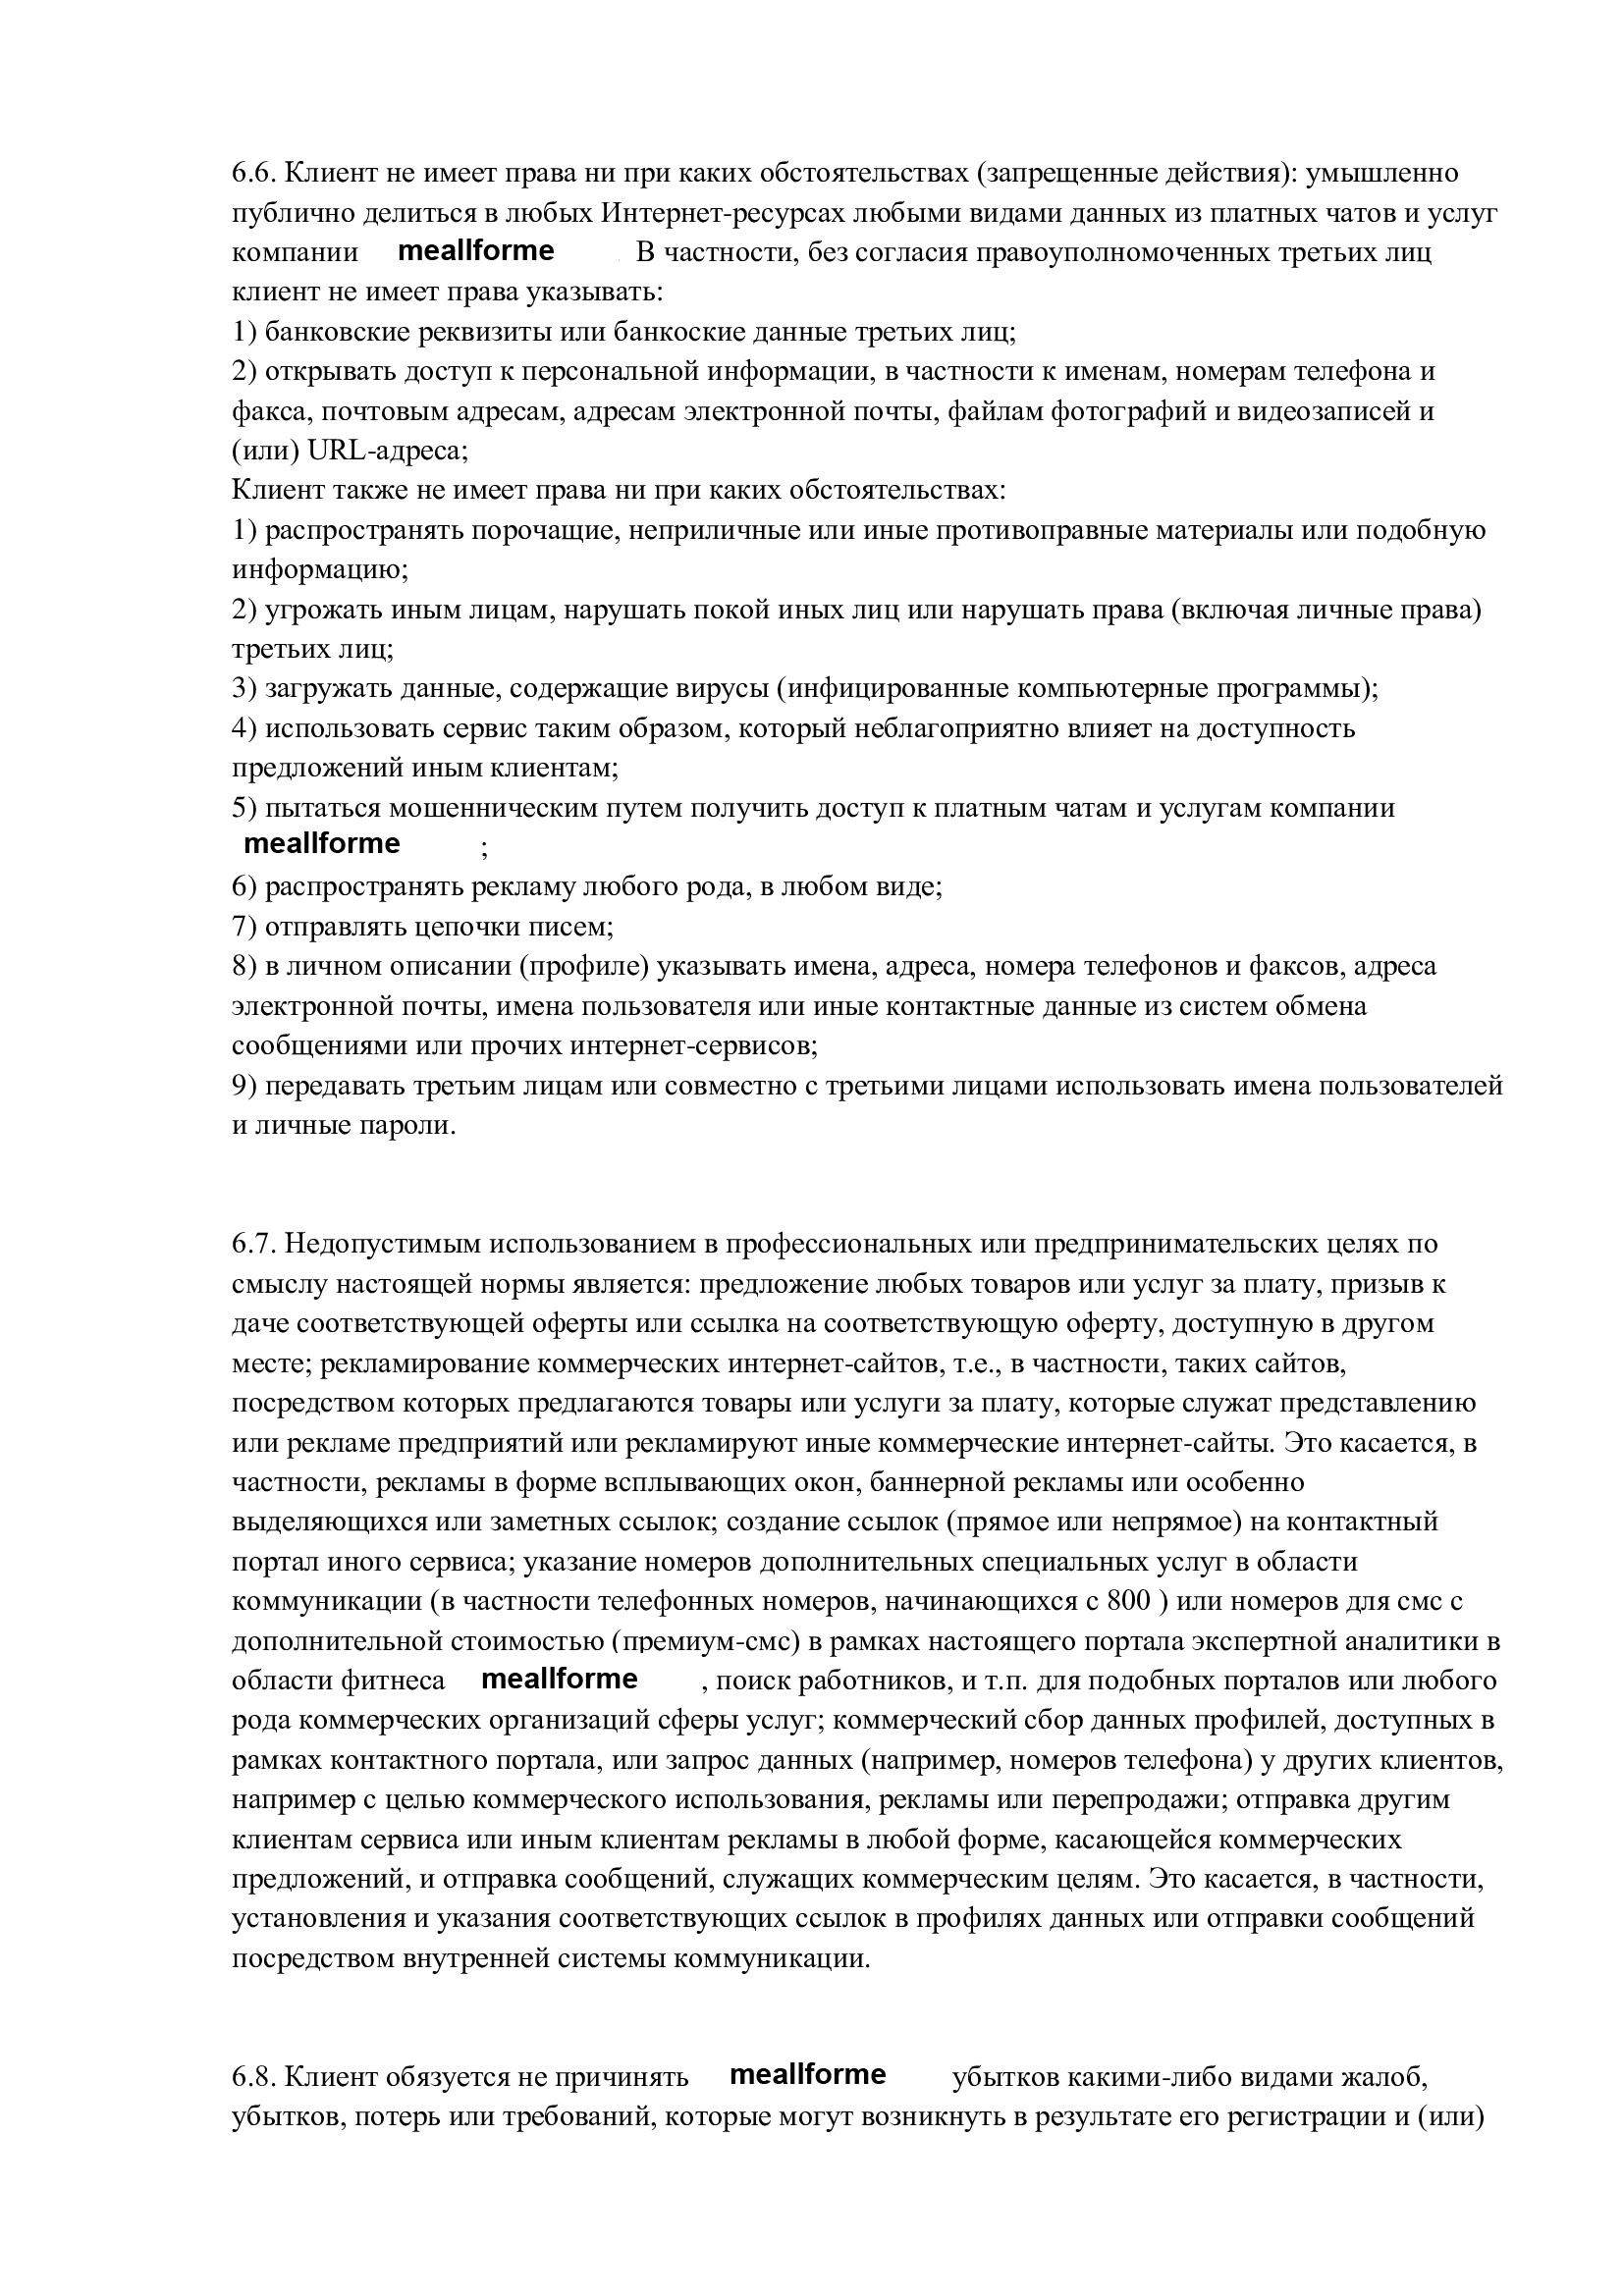 6.6. Клиент не имеет права ни при каких обстоятельствах (запрещенные действия): умышленно
публично делиться в любых Интернет-ресурсах любыми видами данных из платных чатов и услуг
компании meallforme В частности, без согласия правоуполномоченных третьих лиц
клиент не имеет права указывать:
1) банковские реквизиты или банкоские данные третьих лиц;
2) открывать доступ к персональной информации, в частности к именам, номерам телефона и
факса, почтовым адресам, адресам электронной почты, файлам фотографий и видеозаписей и
(или) URL-адреса;
Клиент также не имеет права ни при каких обстоятельствах:
1) распространять порочащие, неприличные или иные противоправные материалы или подобную
информацию;
2) угрожать иным лицам, нарушать покой иных лиц или нарушать права (включая личные права)
третьих лиц;
3) загружать данные, содержащие вирусы (инфицированные компьютерные программы);
4) использовать сервис таким образом, который неблагоприятно влияет на доступность
предложений иным клиентам;
5) пытаться мошенническим путем получить доступ к платным чатам и услугам компании
meallforme ;
6) распространять рекламу любого рода, в любом виде;
7) отправлять цепочки писем;
8) в личном описании (профиле) указывать имена, адреса, номера телефонов и факсов, адреса
электронной почты, имена пользователя или иные контактные данные из систем обмена
сообщениями или прочих интернет-сервисов;
9) передавать третьим лицам или совместно с третьими лицами использовать имена пользователей
и личные пароли.
6.7. Недопустимым использованием в профессиональных или предпринимательских целях по
смыслу настоящей нормы является: предложение любых товаров или услуг за плату, призыв к
даче соответствующей оферты или ссылка на соответствующую оферту, доступную в другом
месте; рекламирование коммерческих интернет-сайтов, т.е., в частности, таких сайтов,
посредством которых предлагаются товары или услуги за плату, которые служат представлению
или рекламе предприятий или рекламируют иные коммерческие интернет-сайты. Это касается, в
частности, рекламы в форме всплывающих окон, баннерной рекламы или особенно
выделяющихся или заметных ссылок; создание ссылок (прямое или непрямое) на контактный
портал иного сервиса; указание номеров дополнительных специальных услуг в области
коммуникации (в частности телефонных номеров, начинающихся с 800 ) или номеров для смс с
дополнительной стоимостью (премиум-смс) в рамках настоящего портала экспертной аналитики в
области фитнеса meallforme , поиск работников, и т.п. для подобных порталов или любого
рода коммерческих организаций сферы услуг; коммерческий сбор данных профилей, доступных в
рамках контактного портала, или запрос данных (например, номеров телефона) у других клиентов,
например с целью коммерческого использования, рекламы или перепродажи; отправка другим
клиентам сервиса или иным клиентам рекламы в любой форме, касающейся коммерческих
предложений, и отправка сообщений, служащих коммерческим целям. Это касается, в частности,
установления и указания соответствующих ссылок в профилях данных или отправки сообщений
посредством внутренней системы коммуникации.
6.8. Клиент обязуется не причинять meallforme убытков какими-либо видами жалоб,
убытков, потерь или требований, которые могут возникнуть в результате его регистрации и (или)